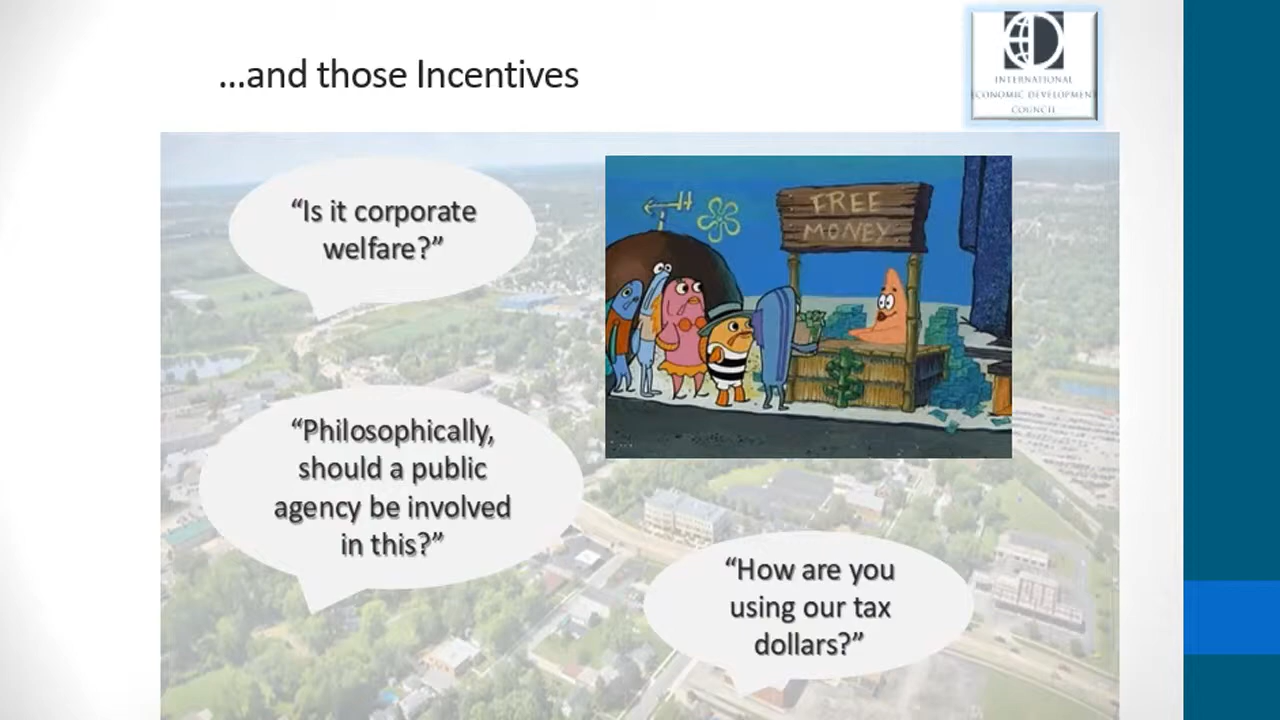 …and those Incentives
INTERNATIONAL
ECONOMIC DEVELOPMENT
COUNCIL
“Is it corporate
welfare?”
FREE
MONEY
“Philosophically,
should a public
agency be involved
in this?”
“How are you
using our tax
dollars?”